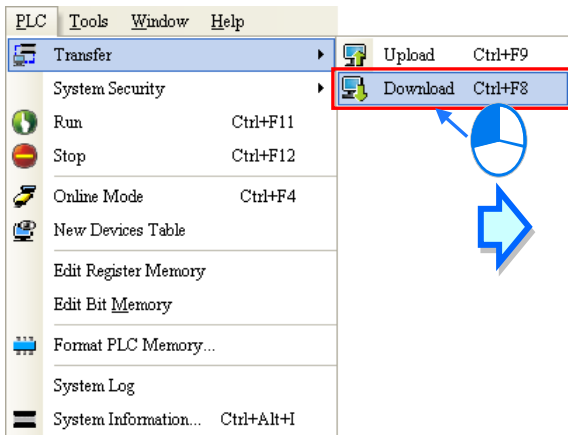 PLC Tools Window Help
Transfer
Upload Ctrl+F9
System Security
Download Ctrl+F8
Run Ctrl+F11
Stop Ctrl+F12
Online Mode Ctrl+F4
New Devices Table
Edit Register Memory
Edit Bit Memory
Format PLC Memory...
System Log
System Information... Ctrl+Alt+I